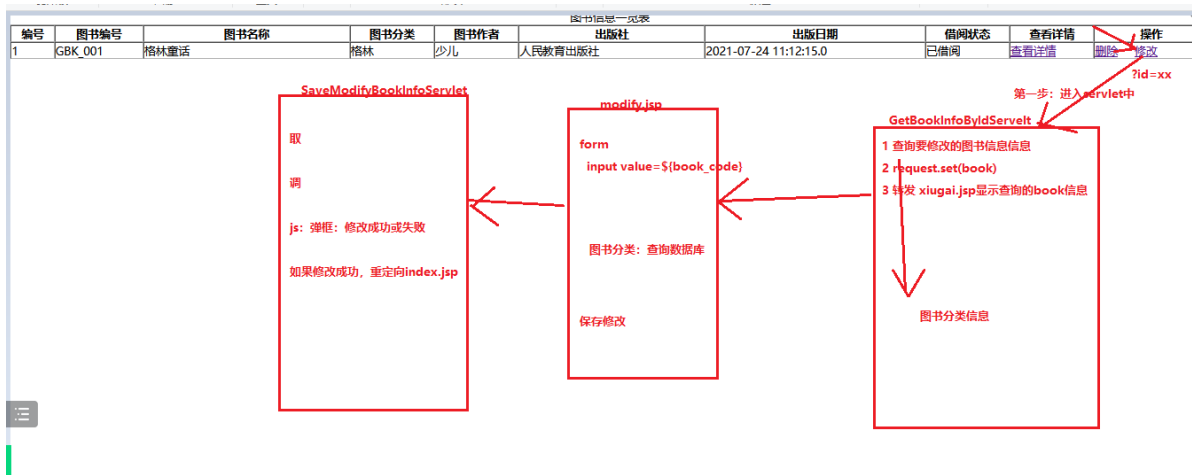 图书信息一览表
编号 图书编号 图书名称 图书分类 图书作者 出版社 出版日期 借阅状态 查看详情 操作
1 GBK_001 格林童话 格林 少儿 人民教育出版社 2021-07-24 11:12:15.0 已借阅 查看详情 删除 修改
?id=xx
第一步：进入servlet中
SaveModifyBookInfoServlet
取
调
js：弹框：修改成功或失败
如果修改成功，重定向index.jsp
modify.jsp
form
input value=${book_code}
图书分类：查询数据库
保存修改
GetBookInfoByIdServelt
1 查询要修改的图书信息信息
2 request.set(book)
3 转发 xiugai.jsp显示查询的book信息
图书分类信息